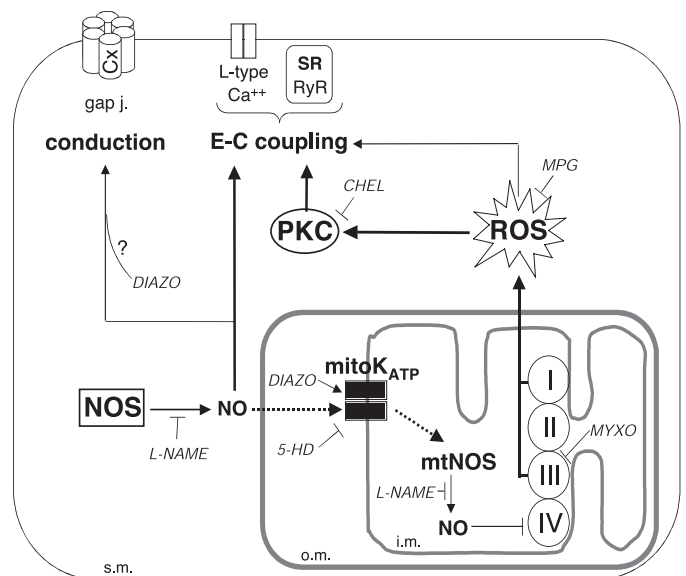 Cx
gap j.
L-type
Ca++
SR
RyR
conduction
E-C coupling
MPG
CHEL
PKC
ROS
?
DIAZO
mitoKATP
DIAZO
I
NOS
NO
II
MYXO
L-NAME
5-HD
mtNOS
III
L-NAME
NO
IV
i.m.
o.m.
s.m.